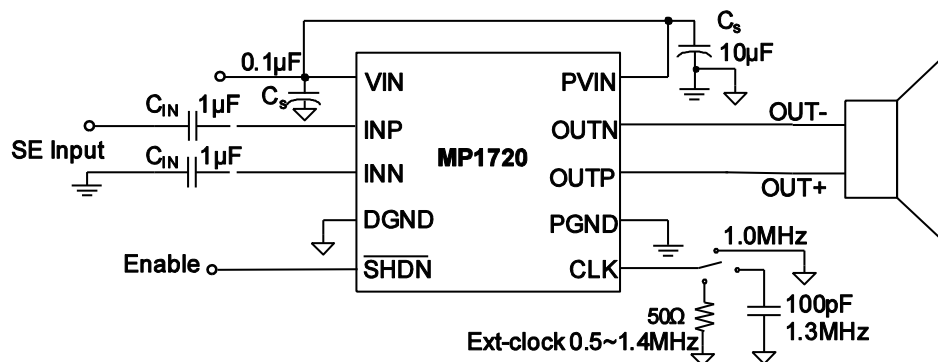 Cs
10µF
0.1µF
Cs
VIN
PVIN
CIN 1µF
INP
OUTN
OUT-
SE Input
CIN 1µF
MP1720
INN
OUTP
OUT+
DGND
PGND
1.0MHz
Enable
SHDN
CLK
50Ω
100pF
Ext-clock 0.5~1.4MHz
1.3MHz